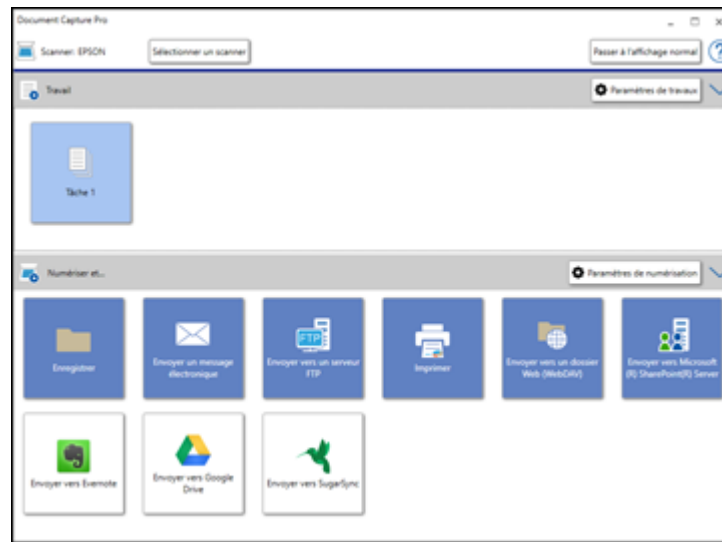 Document Capture Pro
Scanner: EPSON
Sélectionner un scanner
Passer à l'affichage normal
?
Travail
Paramètres de travaux
Tâche 1
Numériser et...
Paramètres de numérisation
Enregistrer
Envoyer un message
électronique
FTP
Envoyer vers un serveur
FTP
Imprimer
Envoyer vers un dossier
Web (WebDAV)
Envoyer vers Microsoft
(R) SharePoint(R) Server
Envoyer vers Evernote
Envoyer vers Google
Drive
Envoyer vers SugarSync